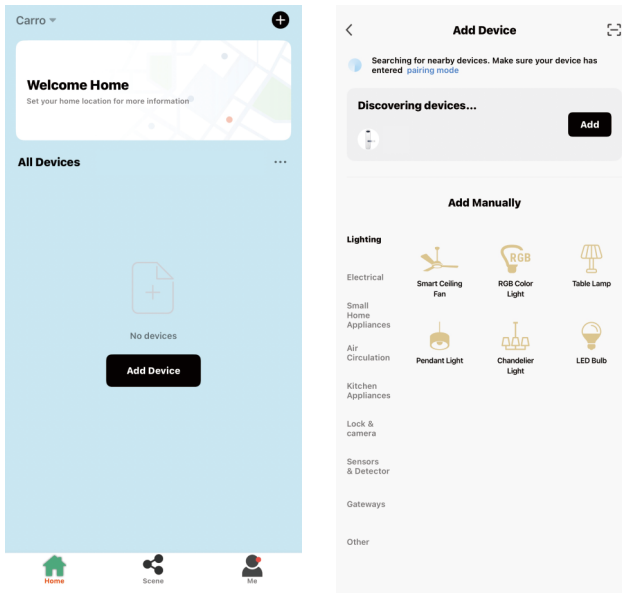 Carro
Welcome Home
Set your home location for more information
All Devices
No devices
Add Device
Home
Scene
Me
Add Device
Searching for nearby devices. Make sure your device has
entered pairing mode
Discovering devices...
Add
Add Manually
Lighting
Electrical
Small
Home
Appliances
Air
Circulation
Kitchen
Appliances
Lock &
camera
Sensors
& Detector
Gateways
Other
Smart Ceiling
Fan
RGB
RGB Color
Light
Table Lamp
Pendant Light
Chandelier
Light
LED Bulb